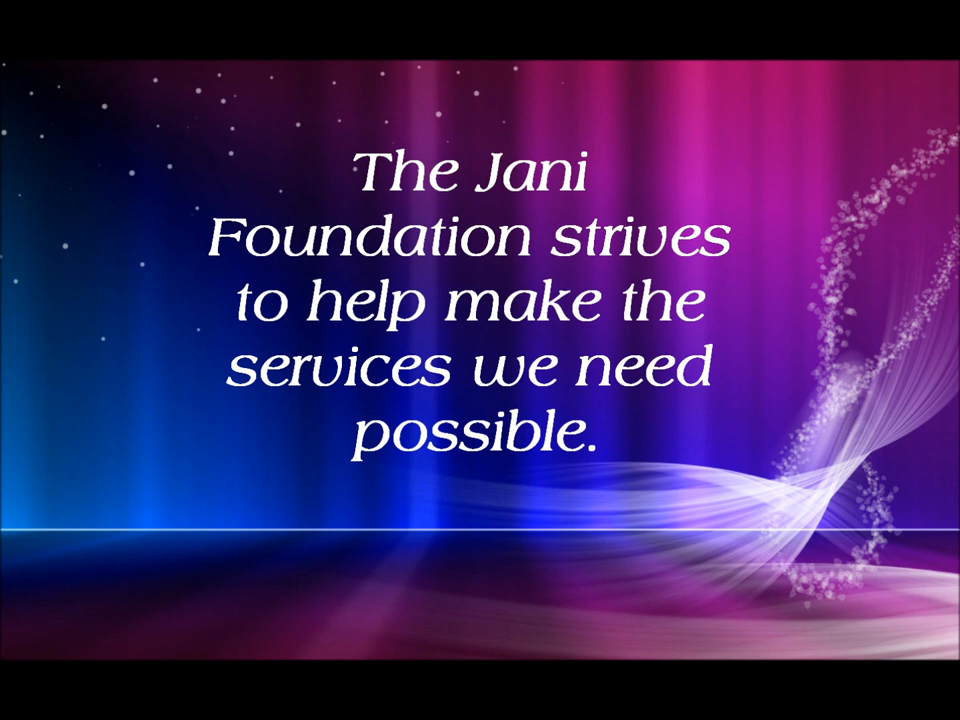 The Jani
Foundation strives
to help make the
services we need
possible.